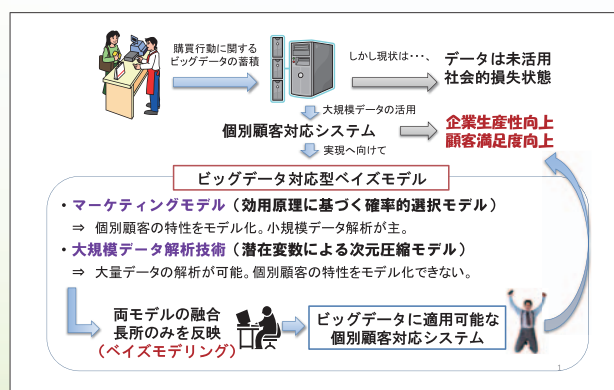 購買行動に関する
ビッグデータの蓄積
しかし現状は･･･、
データは未活用
社会的損失状態
大規模データの活用
個別顧客対応システム
企業生産性向上
顧客満足度向上
実現へ向けて
ビッグデータ対応型ベイズモデル
・マーケティングモデル（効用原理に基づく確率的選択モデル）
⇒ 個別顧客の特性をモデル化。小規模データ解析が主。
・大規模データ解析技術（潜在変数による次元圧縮モデル）
⇒ 大量データの解析が可能。個別顧客の特性をモデル化できない。
両モデルの融合
長所のみを反映
（ベイズモデリング）
ビッグデータに適用可能な
個別顧客対応システム
1